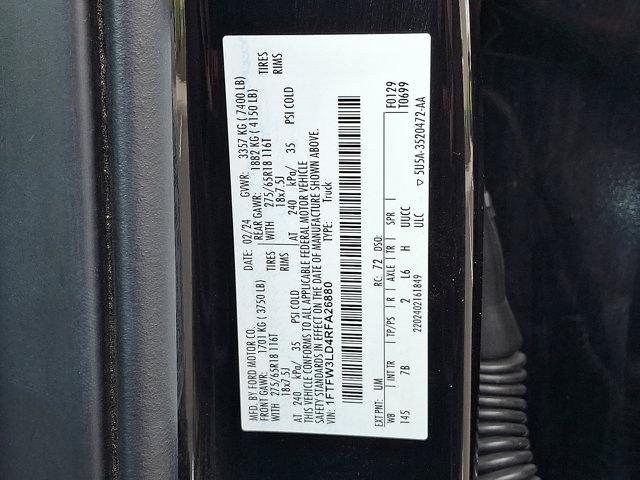 MFD. BY FORD MOTOR CO.
DATE: 02/24 GVWR: 3357 KG ( 7400 LB)
FRONT GAWR: 1701 KG ( 3750 LB) REAR GAWR: 1882 KG ( 4150 LB)
WITH 275/65R18 116T TIRES WITH 275/65R18 116T TIRES
18x7.5J RIMS 18x7.5J RIMS
AT 240 kPa/ 35 PSI COLD AT 240 kPa/ 35 PSI COLD
THIS VEHICLE CONFORMS TO ALL APPLICABLE FEDERAL MOTOR VEHICLE
SAFETY STANDARDS IN EFFECT ON THE DATE OF MANUFACTURE SHOWN ABOVE.
VIN: 1FTFW3LD4RFA26880 TYPE: Truck
F0129
EXT PNT: UM RC: 72 DSO: T0699
WB INT TR TP/PS R AXLE TR SPR
145 7B 2 L6 H UUCC
ULC
2202402161849 5U5A-3520472-AA